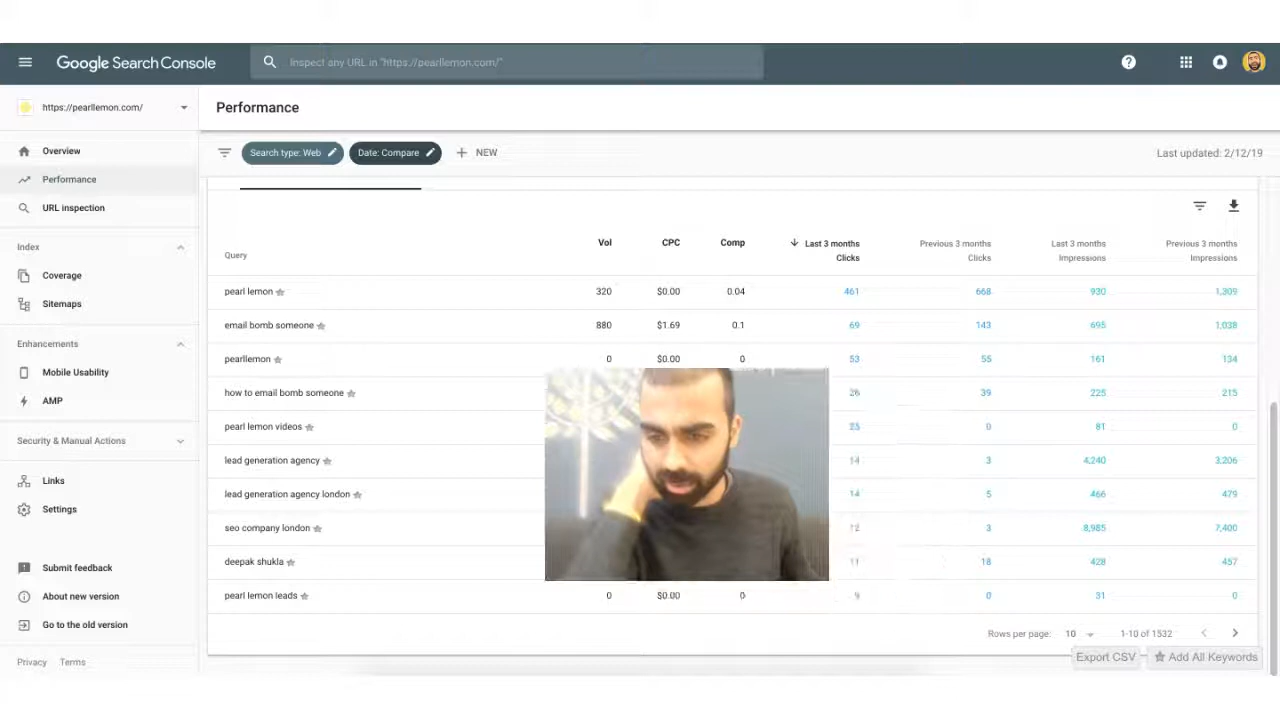 Google Search Console
Inspect any URL in "https://pearllemon.com/"
https://pearllemon.com/
Performance
Overview
Search type: Web
Date: Compare
NEW
Last updated: 2/12/19
Performance
URL inspection
Index
Coverage
Sitemaps
Enhancements
Mobile Usability
AMP
Security & Manual Actions
Links
Settings
Submit feedback
About new version
Go to the old version
Privacy Terms
Query Vol CPC Comp Last 3 months Clicks Previous 3 months Clicks Last 3 months Impressions Previous 3 months Impressions
pearl lemon 320 $0.00 0.04 461 668 930 1,309
email bomb someone 880 $1.69 0.1 69 143 695 1,038
pearllemon 0 $0.00 0 53 55 161 134
how to email bomb someone 26 39 225 215
pearl lemon videos 23 0 81 0
lead generation agency 14 3 4,240 3,206
lead generation agency london 14 5 466 479
seo company london 12 3 8,985 7,400
deepak shukla 11 18 428 457
pearl lemon leads 0 $0.00 0 9 0 31 0
Rows per page: 10 1-10 of 1532
Export CSV Add All Keywords